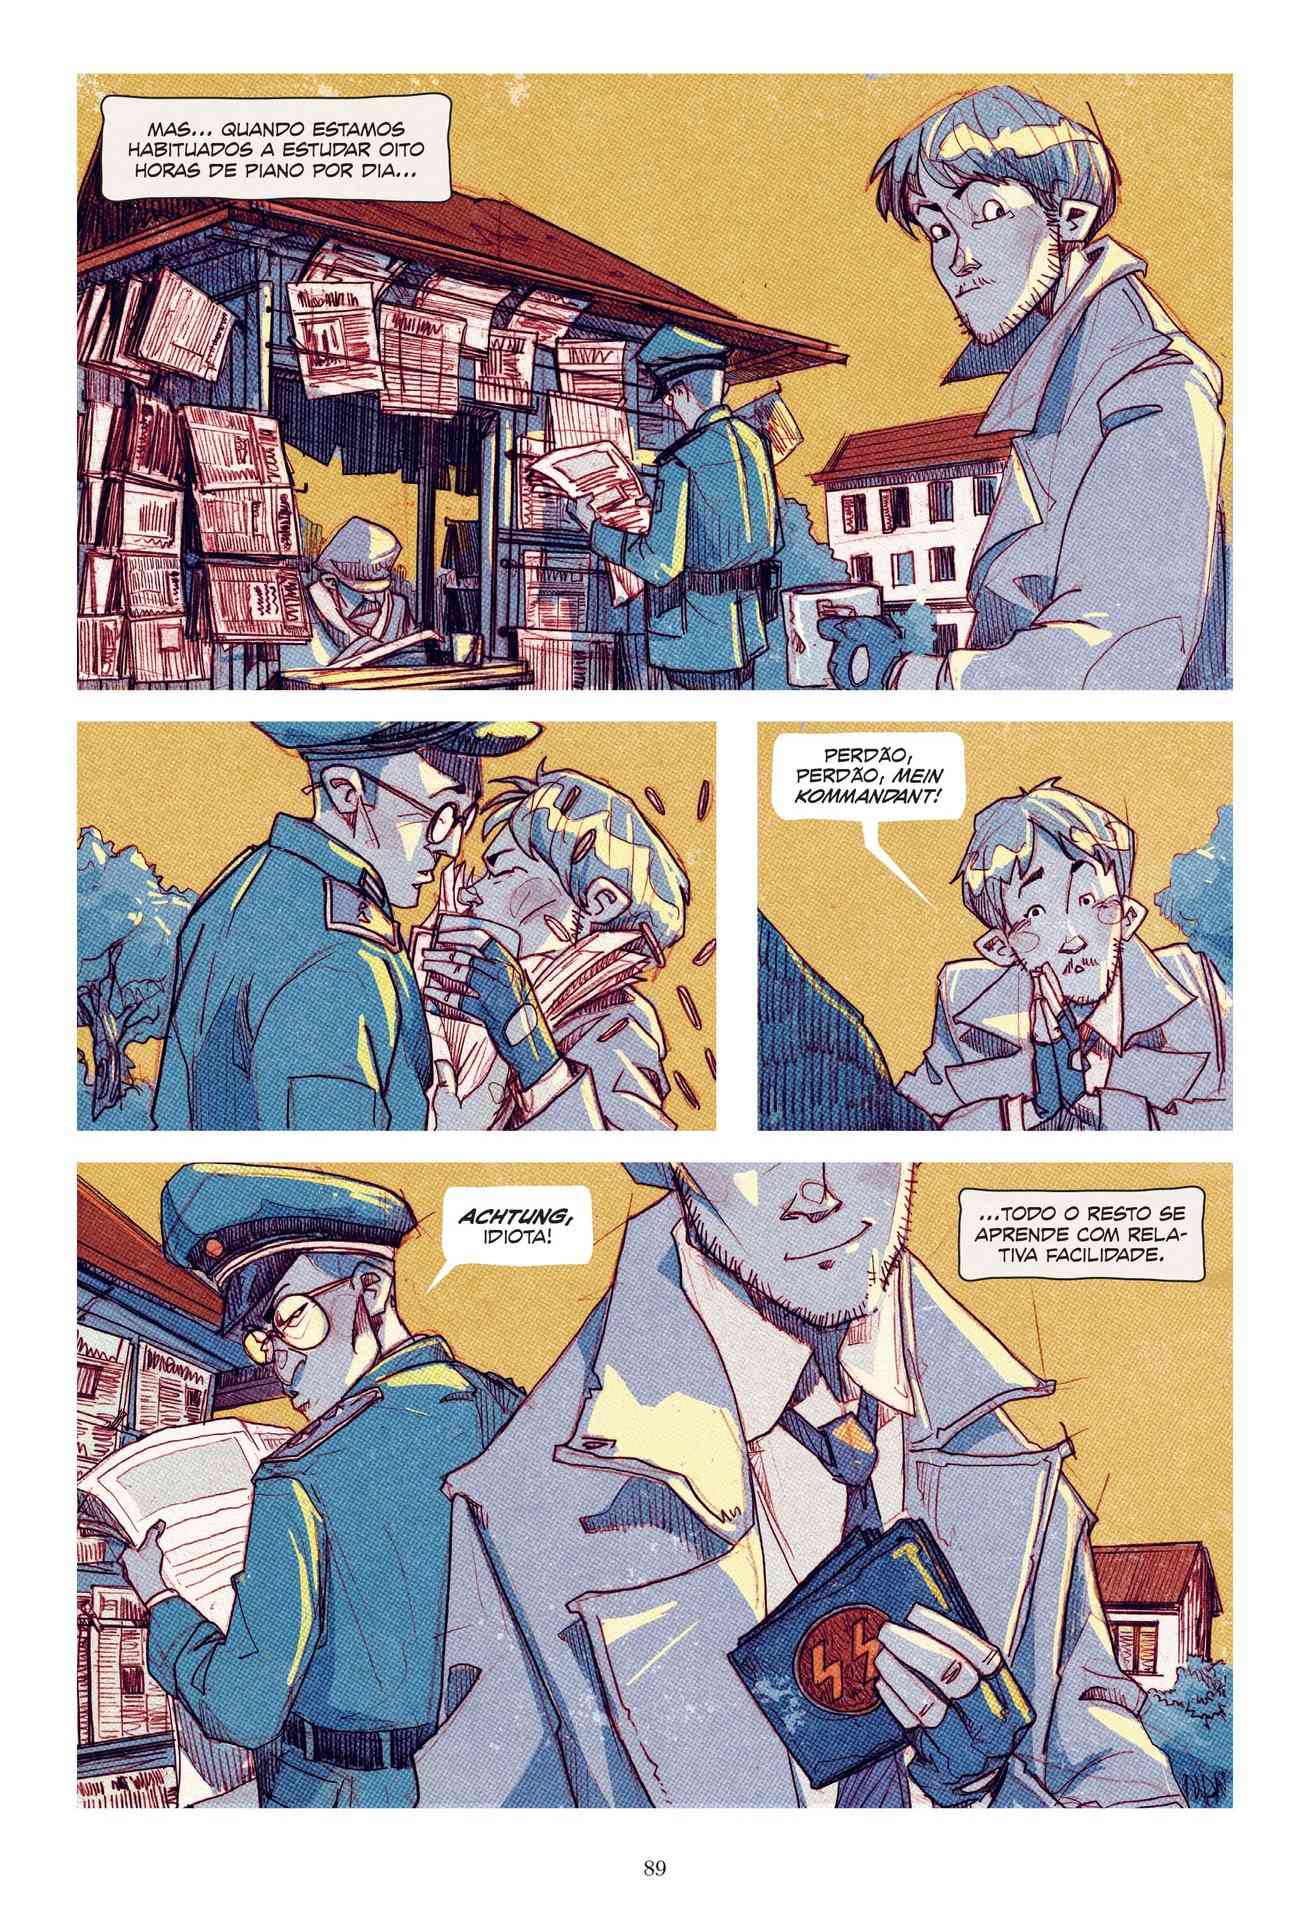 MAS... QUANDO ESTAMOS
HABITUADOS A ESTUDAR OITO
HORAS DE PIANO POR DIA...
PERDÃO,
PERDÃO, MEIN
KOMMANDANT!
ACHTUNG,
IDIOTA!
...TODO O RESTO SE
APRENDE COM RELA-
TIVA FACILIDADE.
89